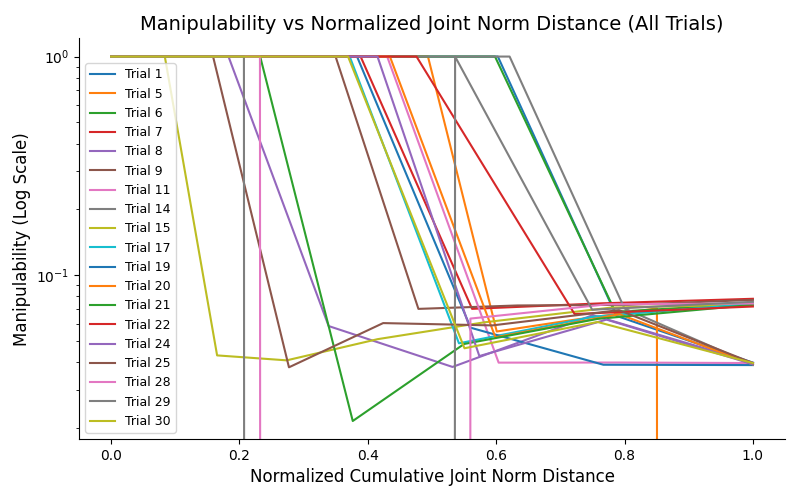 Manipulability vs Normalized Joint Norm Distance (All Trials)
Manipulability (Log Scale)
10⁰
10⁻¹
Trial 1
Trial 5
Trial 6
Trial 7
Trial 8
Trial 9
Trial 11
Trial 14
Trial 15
Trial 17
Trial 19
Trial 20
Trial 21
Trial 22
Trial 24
Trial 25
Trial 28
Trial 29
Trial 30
0.0 0.2 0.4 0.6 0.8 1.0
Normalized Cumulative Joint Norm Distance